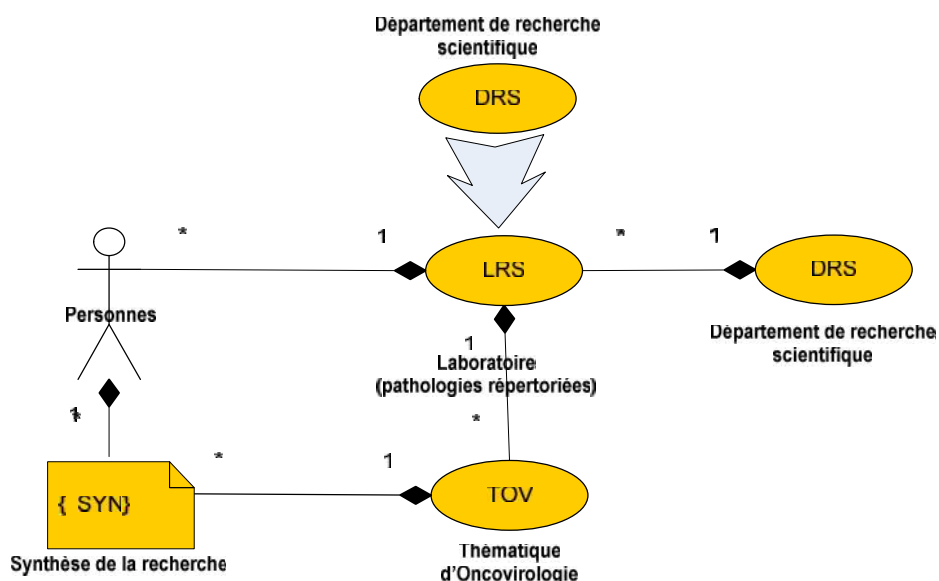 Département de recherche
scientifique
DRS
* 1 * 1
LRS
DRS
Personnes
Département de recherche
scientifique
1
Laboratoire
(pathologies répertoriées)
1
*
*
* 1
{ SYN}
TOV
Synthèse de la recherche
Thématique
d'Oncovirologie